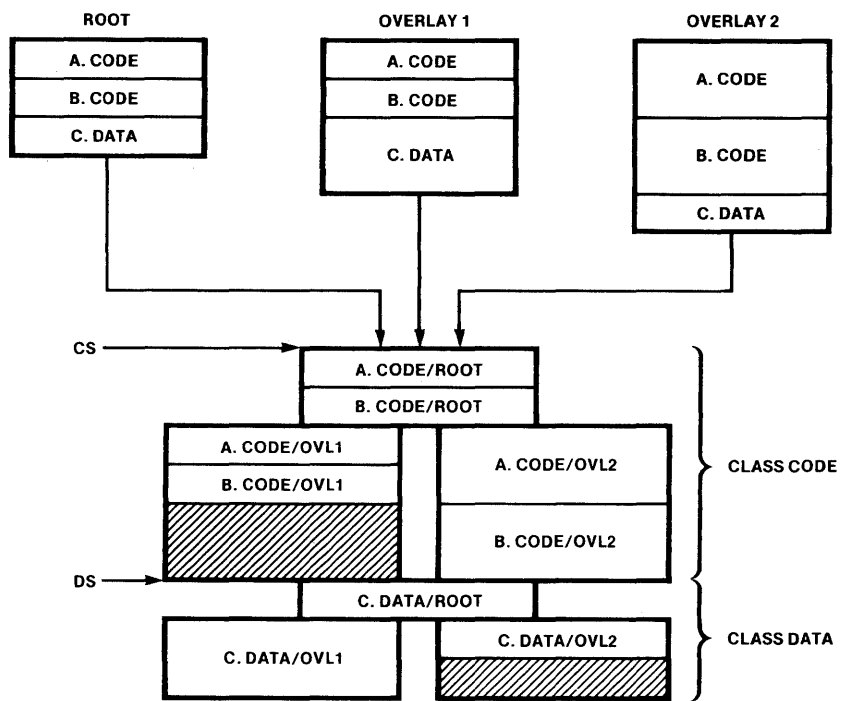 ROOT
OVERLAY 1
OVERLAY 2
A. CODE
B. CODE
C. DATA
A. CODE
B. CODE
C. DATA
A. CODE
B. CODE
C. DATA
CS
A. CODE/ROOT
B. CODE/ROOT
A. CODE/OVL1
B. CODE/OVL1
A. CODE/OVL2
B. CODE/OVL2
CLASS CODE
DS
C. DATA/ROOT
C. DATA/OVL1
C. DATA/OVL2
CLASS DATA